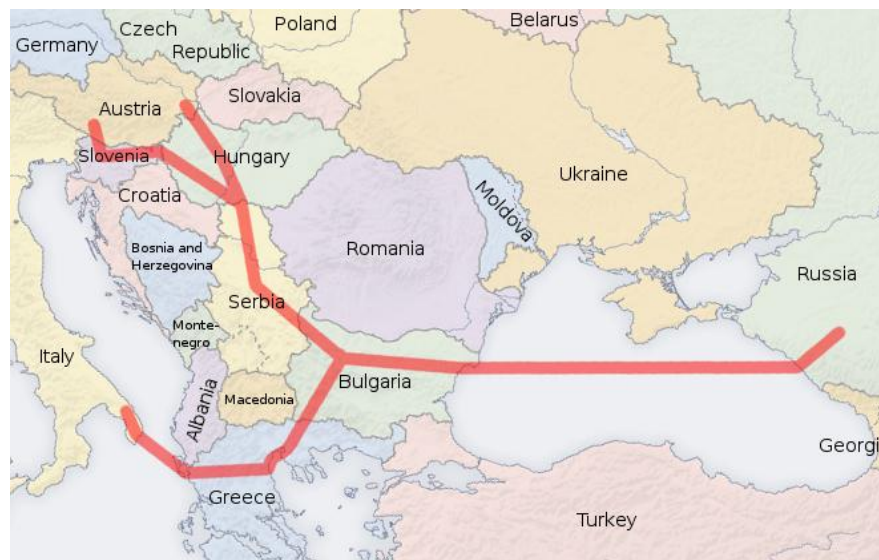 Belarus
Poland
Czech
Republic
Germany
Slovakia
Austria
Hungary
Slovenia
Ukraine
Croatia
Moldova
Bosnia and
Herzegovina
Romania
Russia
Serbia
Monte-
negro
Italy
Bulgaria
Albania
Macedonia
Georgi
Greece
Turkey